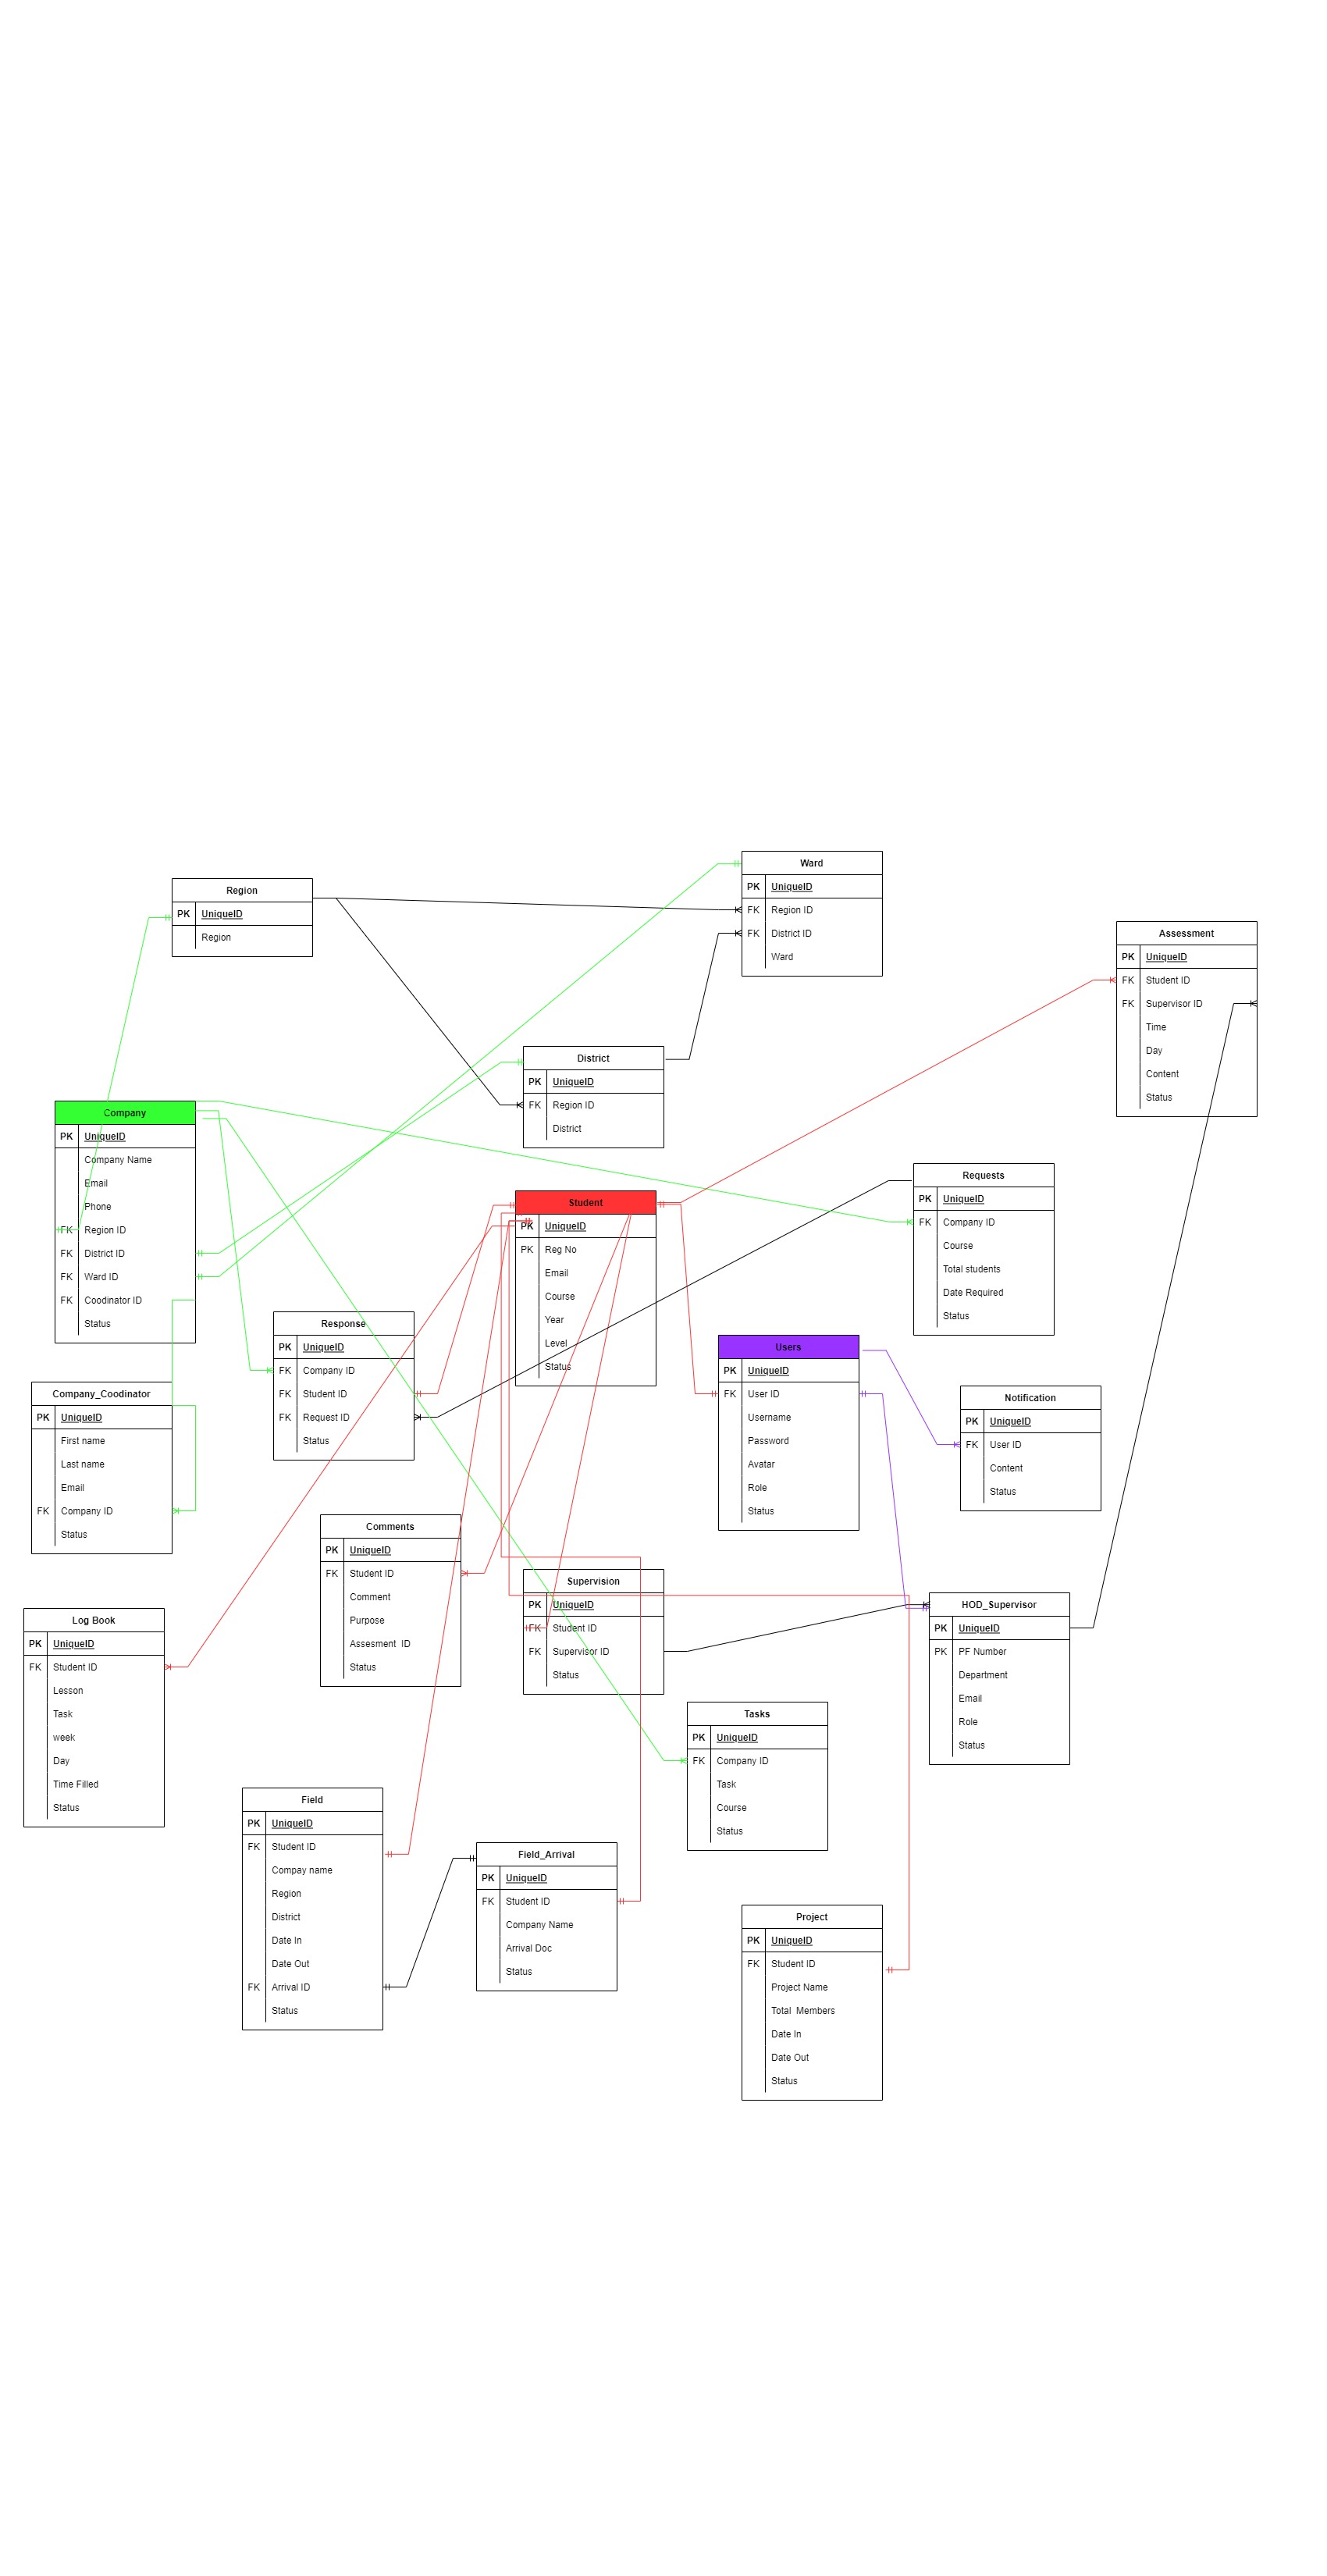 Ward
PK UniqueID
FK Region ID
FK District ID
Ward
Region
PK UniqueID
Region
Assessment
PK UniqueID
FK Student ID
FK Supervisor ID
Time
Day
Content
Status
District
PK UniqueID
FK Region ID
District
Company
PK UniqueID
Company Name
Email
Phone
FK Region ID
FK District ID
FK Ward ID
FK Coodinator ID
Status
Requests
PK UniqueID
FK Company ID
Course
Total students
Date Required
Status
Student
PK UniqueID
PK Reg No
Email
Course
Year
Level
Status
Response
PK UniqueID
FK Company ID
FK Student ID
FK Request ID
Status
Users
PK UniqueID
FK User ID
Username
Password
Avatar
Role
Status
Company_Coodinator
PK UniqueID
First name
Last name
Email
FK Company ID
Status
Notification
PK UniqueID
FK User ID
Content
Status
Comments
PK UniqueID
FK Student ID
Comment
Purpose
Assesment ID
Status
Supervision
PK UniqueID
FK Student ID
FK Supervisor ID
Status
HOD_Supervisor
PK UniqueID
PK PF Number
Department
Email
Role
Status
Log Book
PK UniqueID
FK Student ID
Lesson
Task
week
Day
Time Filled
Status
Tasks
PK UniqueID
FK Company ID
Task
Course
Status
Field
PK UniqueID
FK Student ID
Compay name
Region
District
Date In
Date Out
FK Arrival ID
Status
Field_Arrival
PK UniqueID
FK Student ID
Company Name
Arrival Doc
Status
Project
PK UniqueID
FK Student ID
Project Name
Total Members
Date In
Date Out
Status